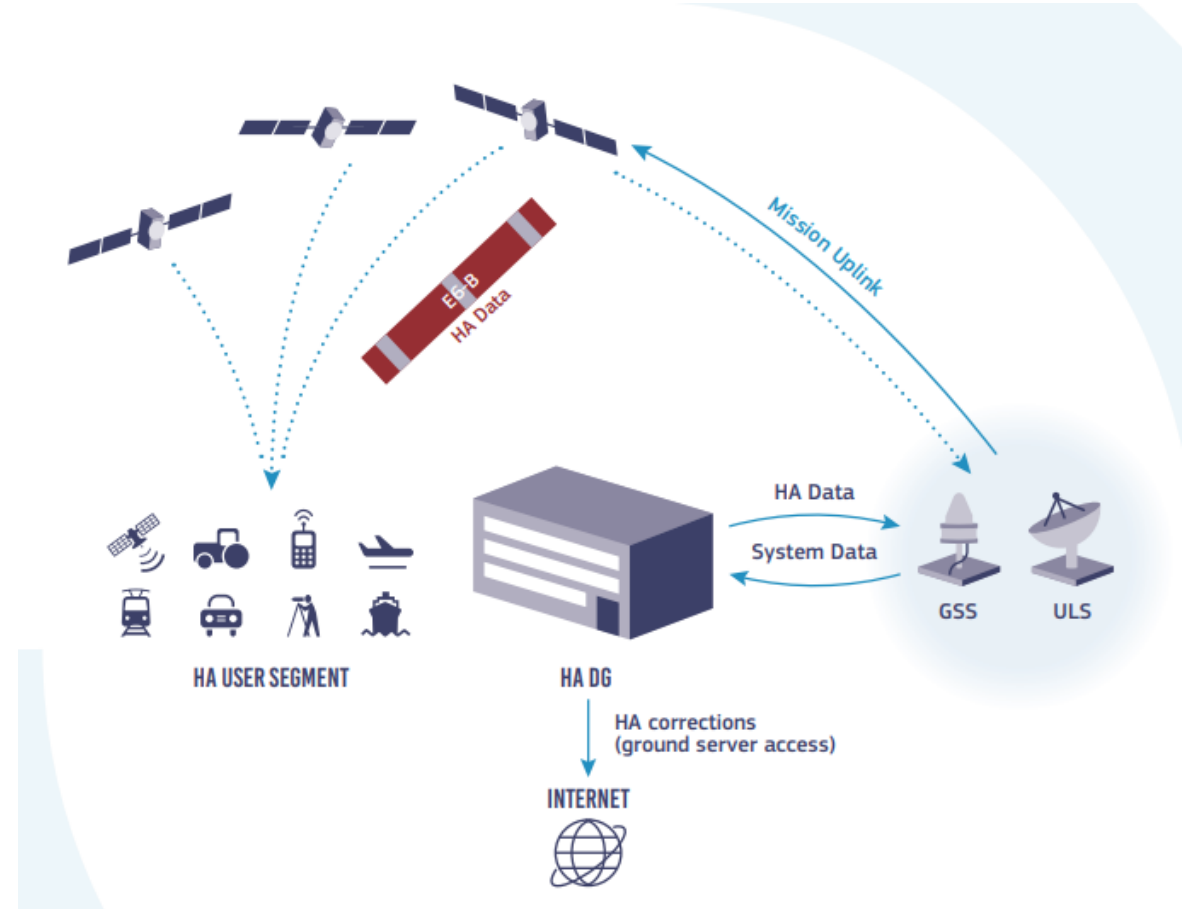 Mission Uplink
E6-B
HA Data
HA Data
System Data
GSS
ULS
HA USER SEGMENT
HA DG
HA corrections
(ground server access)
INTERNET